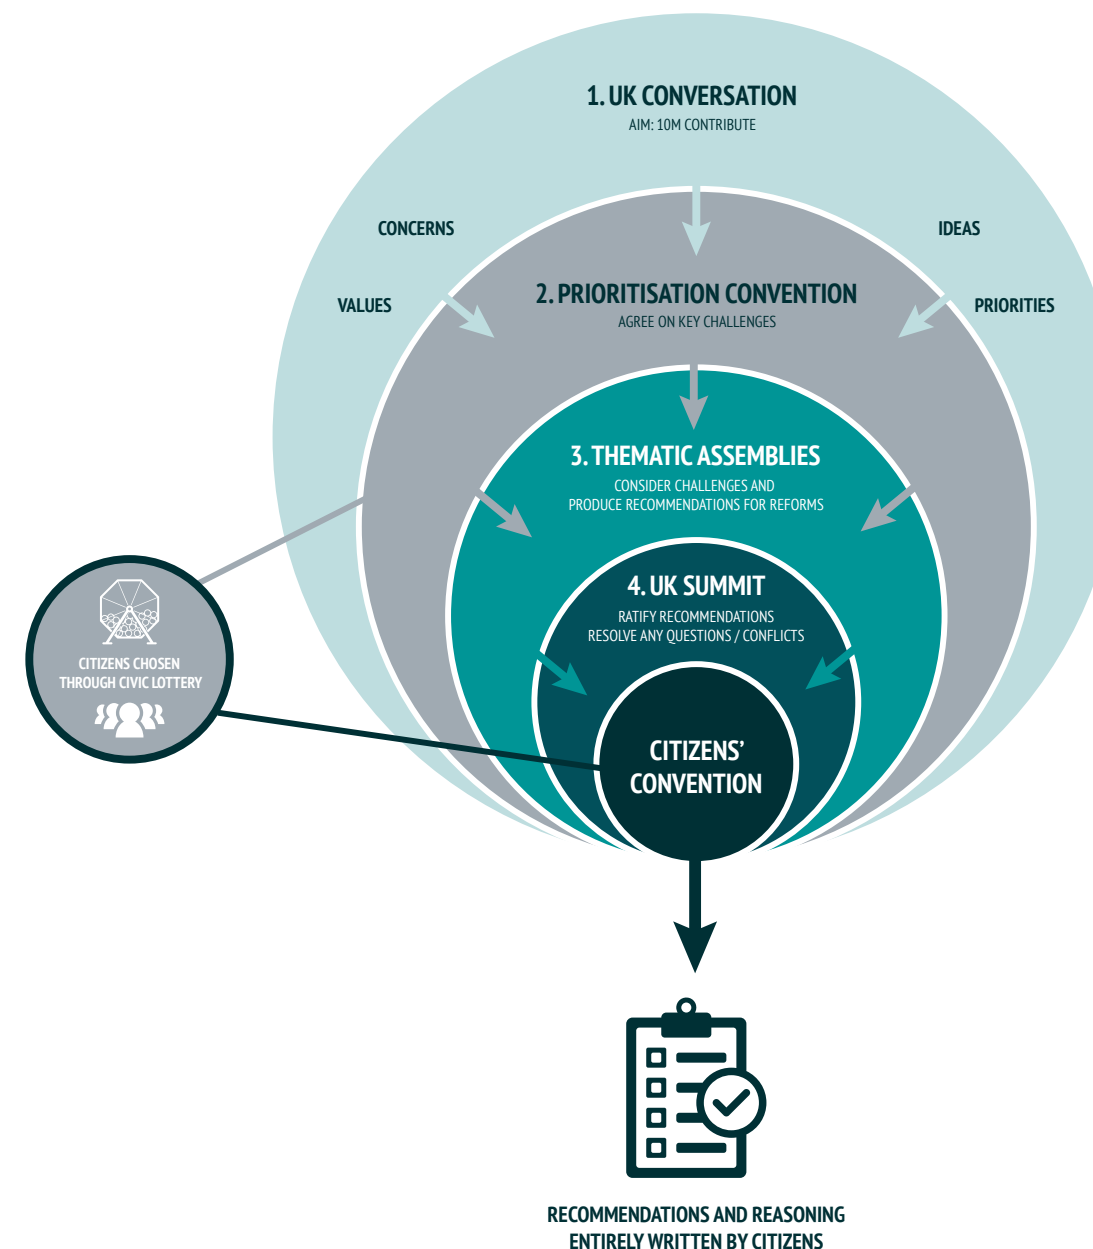 1. UK CONVERSATION
AIM: 10M CONTRIBUTE
CONCERNS
IDEAS
VALUES
PRIORITIES
2. PRIORITISATION CONVENTION
AGREE ON KEY CHALLENGES
3. THEMATIC ASSEMBLIES
CONSIDER CHALLENGES AND
PRODUCE RECOMMENDATIONS FOR REFORMS
4. UK SUMMIT
RATIFY RECOMMENDATIONS
RESOLVE ANY QUESTIONS / CONFLICTS
CITIZENS CHOSEN
THROUGH CIVIC LOTTERY
CITIZENS’
CONVENTION
RECOMMENDATIONS AND REASONING
ENTIRELY WRITTEN BY CITIZENS